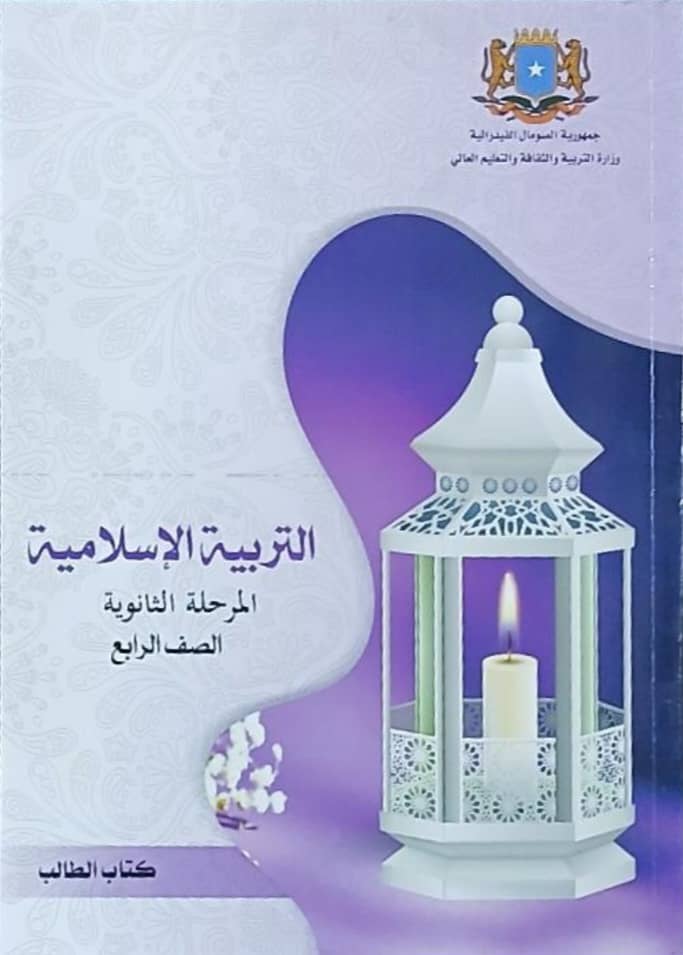 جمهورية الصومال الفيدرالية
وزارة التربية والثقافة والتعليم العالي
التربية الإسلامية
المرحلة الثانوية
الصف الرابع
كتاب الطالب